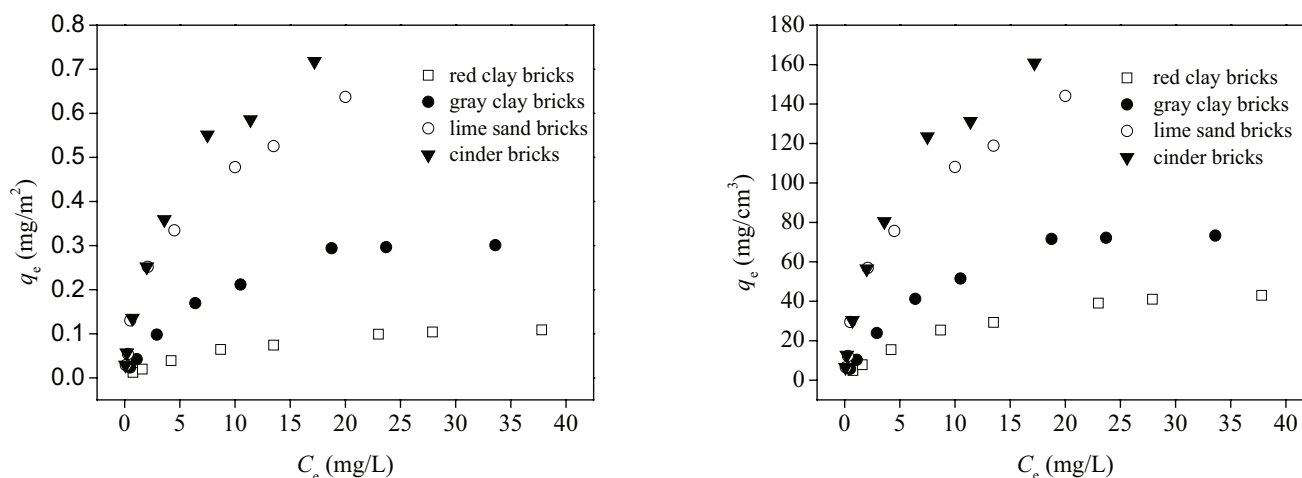 0.8
0.7
0.6
0.5
0.4
0.3
0.2
0.1
0.0
qe (mg/m2)
0 5 10 15 20 25 30 35 40
Ce (mg/L)
red clay bricks
gray clay bricks
lime sand bricks
cinder bricks
180
160
140
120
100
80
60
40
20
0
qe (mg/cm3)
0 5 10 15 20 25 30 35 40
Ce (mg/L)
red clay bricks
gray clay bricks
lime sand bricks
cinder bricks